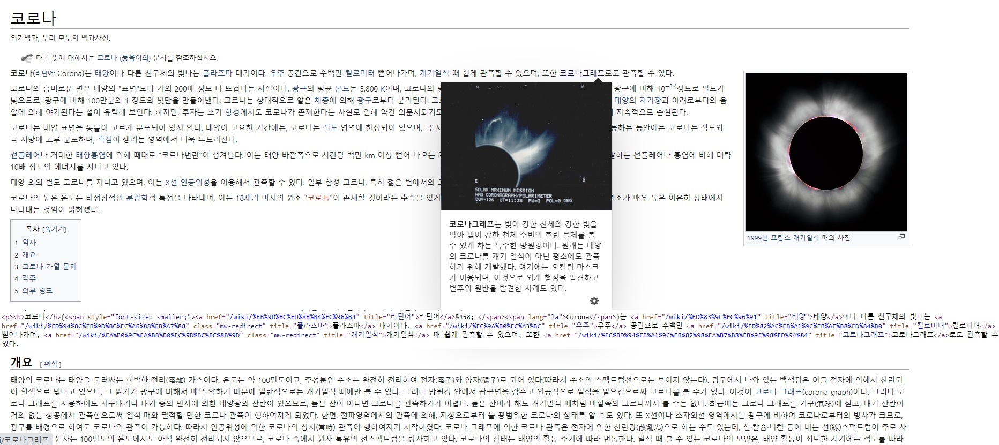 코로나
위키백과, 우리 모두의 백과사전.
다른 뜻에 대해서는 코로나 (동음이의) 문서를 참조하십시오.
코로나(라틴어: Corona)는 태양이나 다른 천구체의 빛나는 플라즈마 대기이다. 우주 공간으로 수백만 킬로미터 뻗어나가며, 개기일식 때 쉽게 관측할 수 있으며, 또한 코로나그래프로도 관측할 수 있다.
코로나의 흥미로운 면은 태양의 "표면"보다 거의 200배 정도 더 뜨겁다는 사실이다. 광구의 평균 온도는 5,800 K이며, 코로나의 광구에 비해 10−12정도로 밀도가
낮으므로, 광구에 비해 100만분의 1 정도의 빛만을 만들어낸다. 코로나는 상대적으로 얕은 채층에 의해 광구로부터 분리된다. 태양의 자기장과 아래로부터의 음
압에 의해 야기된다는 설이 유력해 보인다. 하지만, 후자는 초기 항성에서도 코로나가 존재한다는 사실로 인해 약간 의문시되기도 지속적으로 손실된다.
코로나는 태양 표면을 통틀어 고르게 분포되어 있지 않다. 태양이 고요한 기간에는, 코로나는 적도 영역에 한정되어 있으며, 극 동하는 동안에는 코로나는 적도와
극 지방에 고루 분포하며, 흑점이 생기는 영역에서 더욱 두드러진다.
썬플레어나 거대한 태양홍염에 의해 때때로 "코로나변란"이 생겨난다. 이는 태양 바깥쪽으로 시간당 백만 km 이상 뻗어 나오는 발하는 썬플레어나 홍염에 비해 대략
10배 정도의 에너지를 지니고 있다.
태양 외의 별도 코로나를 지니고 있으며, 이는 X선 인공위성을 이용해서 관측할 수 있다. 일부 항성 코로나, 특히 젊은 별에서의
코로나의 높은 온도는 비정상적인 분광학적 특성을 나타내며, 이는 18세기 미지의 원소 "코로늄"이 존재할 것이라는 추측을 있게 원소가 매우 높은 이온화 상태에서
나타내는 것임이 밝혀졌다.
N W
E S
SOLAR MAXIMUM MISSION
HAO CORONAGRAPH/POLARIMETER
DOY=126 UT=11:38 FW=G POL=0 DEG
코로나그래프는 빛이 강한 천체의 강한 빛을
막아 빛이 강한 천체 주변의 흐린 물체를 볼
수 있게 하는 특수한 망원경이다. 원래는 태양
의 코로나를 개기 일식이 아닌 평소에도 관측
하기 위해 개발했다. 여기에는 오컬팅 마스크
가 이용되며, 이것으로 외계 행성을 발견하고
별주위 원반을 발견한 사례도 있다.
1999년 프랑스 개기일식 때의 사진
목차 [숨기기]
1 역사
2 개요
3 코로나 가열 문제
4 각주
5 외부 링크
<p><b>코로나</b>(<span style="font-size: smaller;"><a href="/wiki/%EB%9D%BC%ED%8B%B4%EC%96%B4" title="라틴어">라틴어</a>&#58; </span><span lang="la">Corona</span>)는 <a href="/wiki/%ED%83%9C%EC%96%91" title="태양">태양</a>이나 다른 천구체의 빛나는 <a
href="/wiki/%ED%94%8C%EB%9D%BC%EC%A6%88%EB%A7%88" class="mw-redirect" title="플라즈마">플라즈마</a> 대기이다. <a href="/wiki/%EC%9A%B0%EC%A3%BC" title="우주">우주</a> 공간으로 수백만 <a href="/wiki/%ED%82%AC%EB%A1%9C%EB%AF%B8%ED%84%B0" title="킬로미터">킬로미터</a>
뻗어나가며, <a href="/wiki/%EA%B0%9C%EA%B8%B0%EC%9D%BC%EC%8B%9D" class="mw-redirect" title="개기일식">개기일식</a> 때 쉽게 관측할 수 있으며, 또한 <a href="/wiki/%EC%BD%94%EB%A1%9C%EB%82%98%EA%B7%B8%EB%9E%98%ED%94%84" title="코로나그래프">코로나그래프</a>로도 관측할 수
있다.
개요 [ 편집 ]
태양의 코로나는 태양을 둘러싸는 희박한 전리(電離) 가스이다. 온도는 약 100만도이고, 주성분인 수소는 완전히 전리하여 전자(電子)와 양자(陽子)로 되어 있다(따라서 수소의 스펙트럼선으로는 보이지 않는다). 광구에서 나와 있는 백색광은 이들 전자에 의해서 산란되
어 흰색으로 빛나고 있으나, 그 밝기가 광구에 비해서 매우 약하기 때문에 일반적으로는 개기일식 때에만 볼 수 있다. 그러나 망원경 안에서 광구면을 감추고 인공적으로 일식을 일으킴으로써 코로나를 볼 수가 있다. 이것이 코로나 그래프(corona graph)이다. 그러나 코
로나 그래프를 사용하여도 지구대기나 대기 중의 먼지에 의한 태양광의 산란이 있으므로, 높은 산이 아니면 코로나를 관측하기가 어렵다. 높은 산이라 해도 개기일식 때처럼 바깥쪽의 코로나까지 볼 수는 없다. 최근에는 코로나 그래프를 기구(氣球)에 싣고, 대기 산란이
거의 없는 상공에서 관측함으로써 일식 때와 필적할 만한 코로나 관측이 행하여지게 되었다. 한편, 전파영역에서의 관측에 의해, 지상으로부터 늘 광범위한 코로나의 상태를 알 수도 있다. 또 X선이나 초자외선 영역에서는 광구에 비하여 코로나로부터의 방사가 크므로,
광구를 배경으로 하여도 코로나의 관측이 가능하다. 따라서 인공위성에 의한 코로나의 상시(常時) 관측이 행하여지기 시작하였다. 코로나 그래프에 의한 코로나 관측은 전자에 의한 산란광(散亂光)으로 하는 수도 있는데, 철·칼슘·니켈 등이 내는 선(線)스펙트럼이 주로 사
i/코로나그래프 원자는 100만도의 온도에서도 아직 완전히 전리되지 않으므로, 코로나 속에서 원자 특유의 선스펙트럼을 방사하고 있다. 코로나의 상태는 태양의 활동 주기에 따라 변동한다. 일식 때 볼 수 있는 코로나의 모양은, 태양 활동이 쇠퇴한 시기에는 적도를 따라